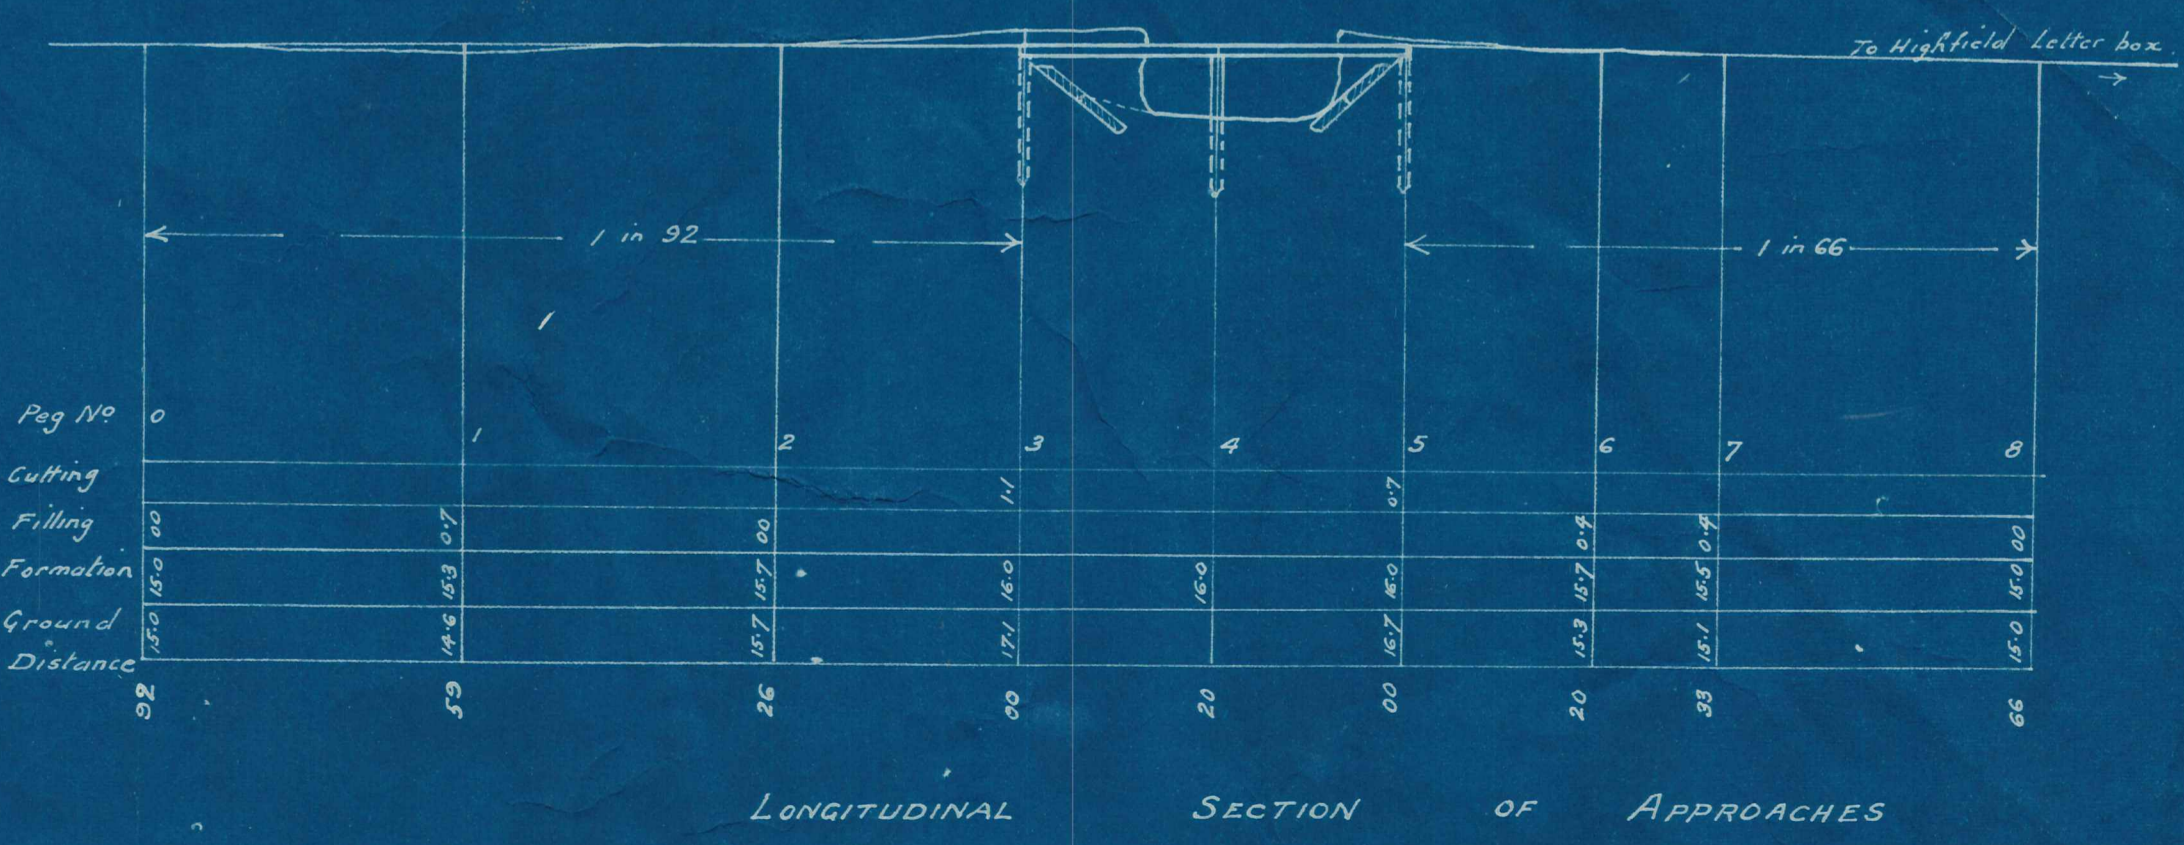 To Highfield Letter box
1 in 92
1 in 66
Peg No. 0 1 2 3 4 5 6 7 8
Cutting 1.1 0.7
Filling 00 0.7 00 0.4 0.4 00
Formation 15.0 15.3 15.7 16.0 16.0 16.0 15.7 15.5 15.0
Ground 15.0 14.6 15.7 17.1 16.7 15.3 15.1 15.0
Distance 92 59 26 00 20 00 20 33 66
LONGITUDINAL SECTION OF APPROACHES